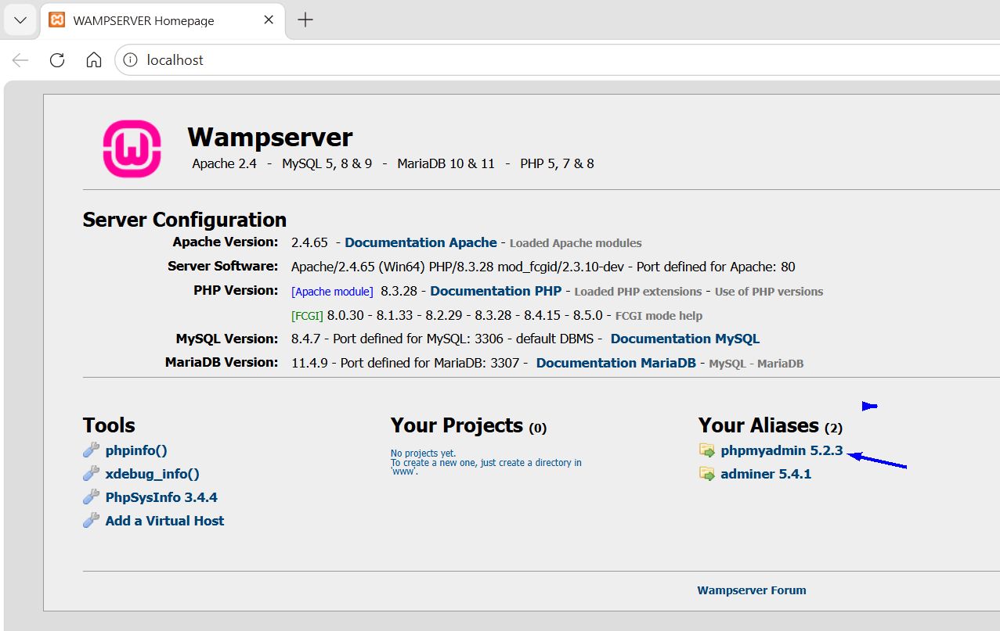 WAMPSERVER Homepage
localhost
Wampserver
Apache 2.4 - MySQL 5, 8 & 9 - MariaDB 10 & 11 - PHP 5, 7 & 8
Server Configuration
Apache Version: 2.4.65 - Documentation Apache - Loaded Apache modules
Server Software: Apache/2.4.65 (Win64) PHP/8.3.28 mod_fcgid/2.3.10-dev - Port defined for Apache: 80
PHP Version: [Apache module] 8.3.28 - Documentation PHP - Loaded PHP extensions - Use of PHP versions
[FCGI] 8.0.30 - 8.1.33 - 8.2.29 - 8.3.28 - 8.4.15 - 8.5.0 - FCGI mode help
MySQL Version: 8.4.7 - Port defined for MySQL: 3306 - default DBMS - Documentation MySQL
MariaDB Version: 11.4.9 - Port defined for MariaDB: 3307 - Documentation MariaDB - MySQL - MariaDB
Tools
phpinfo()
xdebug_info()
PhpSysInfo 3.4.4
Add a Virtual Host
Your Projects (0)
No projects yet.
To create a new one, just create a directory in
'www'.
Your Aliases (2)
phpmyadmin 5.2.3
adminer 5.4.1
Wampserver Forum